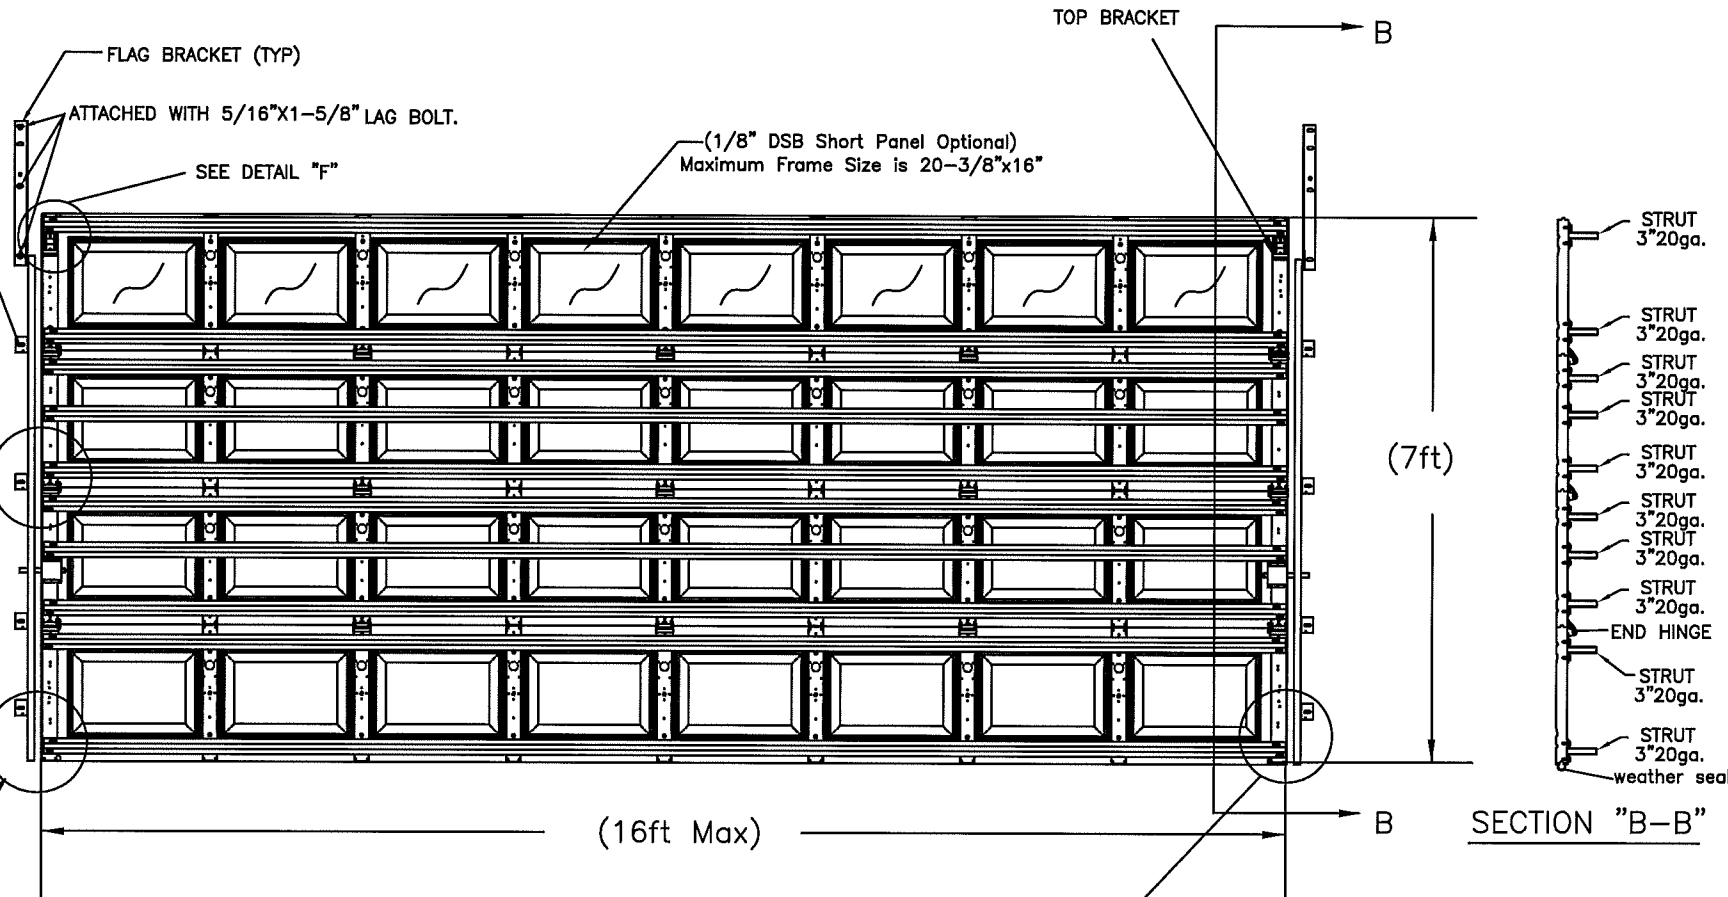 TOP BRACKET
B
FLAG BRACKET (TYP)
ATTACHED WITH 5/16"X1-5/8" LAG BOLT.
(1/8" DSB Short Panel Optional)
Maximum Frame Size is 20-3/8"x16"
SEE DETAIL "F"
(7ft)
(16ft Max)
B
STRUT
3"20ga.
STRUT
3"20ga.
STRUT
3"20ga.
STRUT
3"20ga.
STRUT
3"20ga.
STRUT
3"20ga.
STRUT
3"20ga.
STRUT
3"20ga.
END HINGE
STRUT
3"20ga.
STRUT
3"20ga.
weather seal
SECTION "B-B"